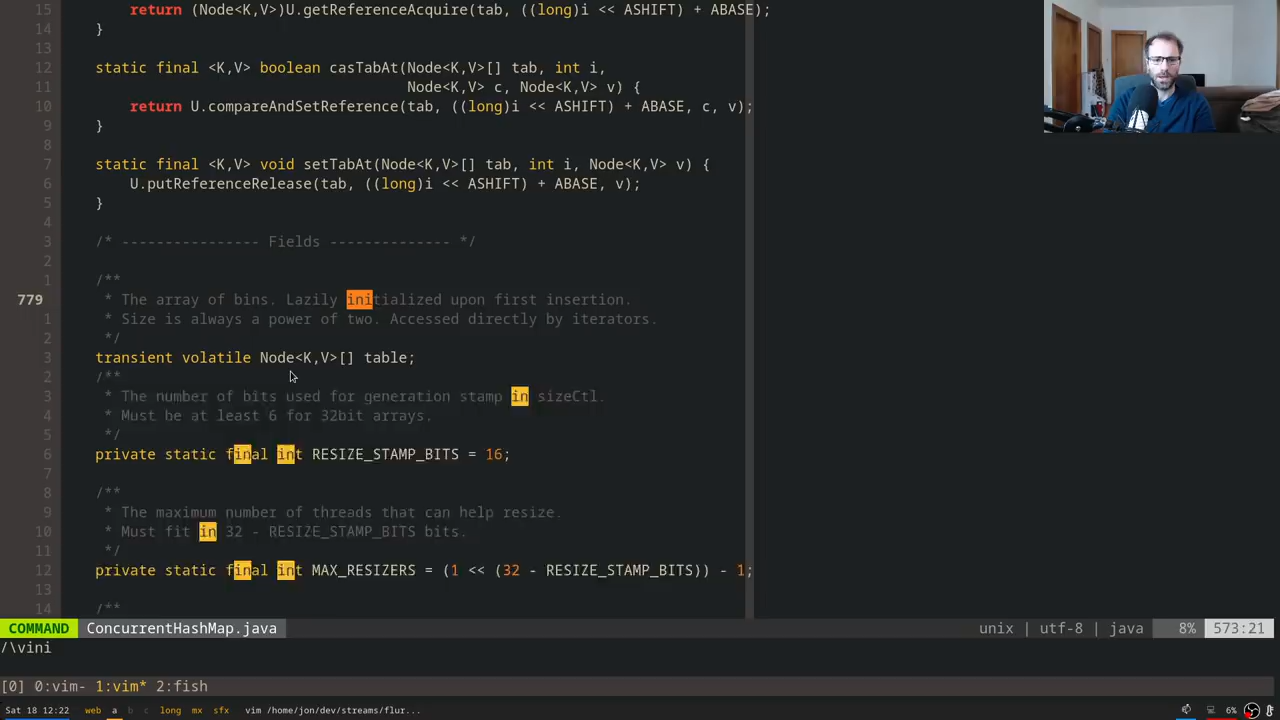 15         return (Node<K,V>)U.getReferenceAcquire(tab, ((long)i << ASHIFT) + ABASE);
14     }
13
12     static final <K,V> boolean casTabAt(Node<K,V>[] tab, int i,
11                                         Node<K,V> c, Node<K,V> v) {
10         return U.compareAndSetReference(tab, ((long)i << ASHIFT) + ABASE, c, v);
9     }
8
7     static final <K,V> void setTabAt(Node<K,V>[] tab, int i, Node<K,V> v) {
6         U.putReferenceRelease(tab, ((long)i << ASHIFT) + ABASE, v);
5     }
4
3     /* ---------------- Fields -------------- */
2
1     /**
779      * The array of bins. Lazily initialized upon first insertion.
1      * Size is always a power of two. Accessed directly by iterators.
2      */
3     transient volatile Node<K,V>[] table;
2     /**
3      * The number of bits used for generation stamp in sizeCtl.
4      * Must be at least 6 for 32bit arrays.
5      */
6     private static final int RESIZE_STAMP_BITS = 16;
7
8     /**
9      * The maximum number of threads that can help resize.
10      * Must fit in 32 - RESIZE_STAMP_BITS bits.
11      */
12     private static final int MAX_RESIZERS = (1 << (32 - RESIZE_STAMP_BITS)) - 1;
13
14     /**
COMMAND ConcurrentHashMap.java unix | utf-8 | java 8% 573:21
/\vini
[0] 0:vim- 1:vim* 2:fish
Sat 18 12:22 web a b c long mx sfx vim /home/jon/dev/streams/flur... 6%